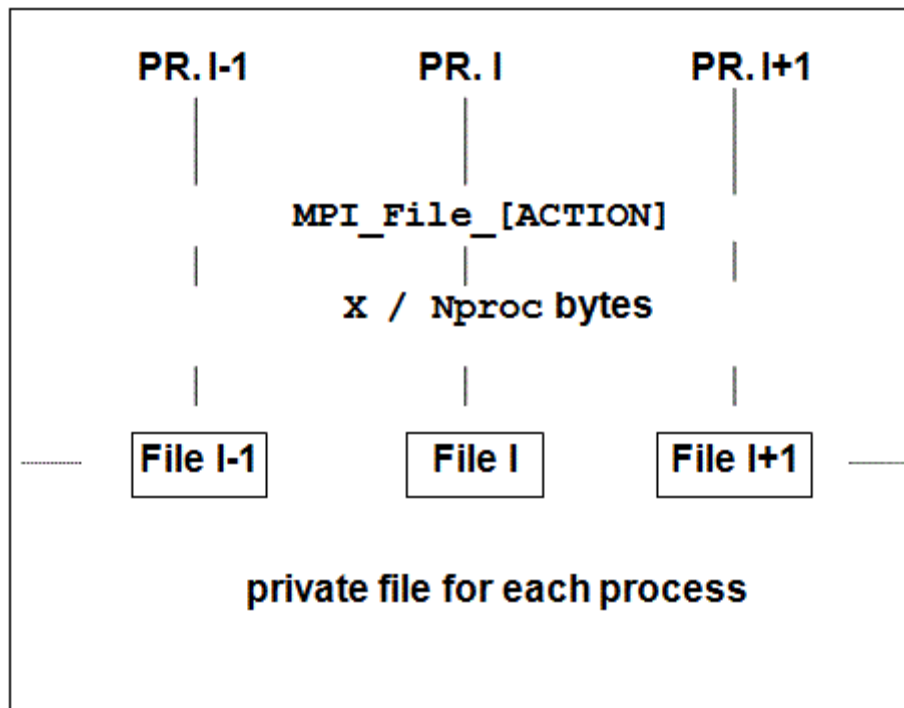 PR. I-1 PR. I PR. I+1
MPI_File_[ACTION]
X / Nproc bytes
File I-1 File I File I+1
private file for each process